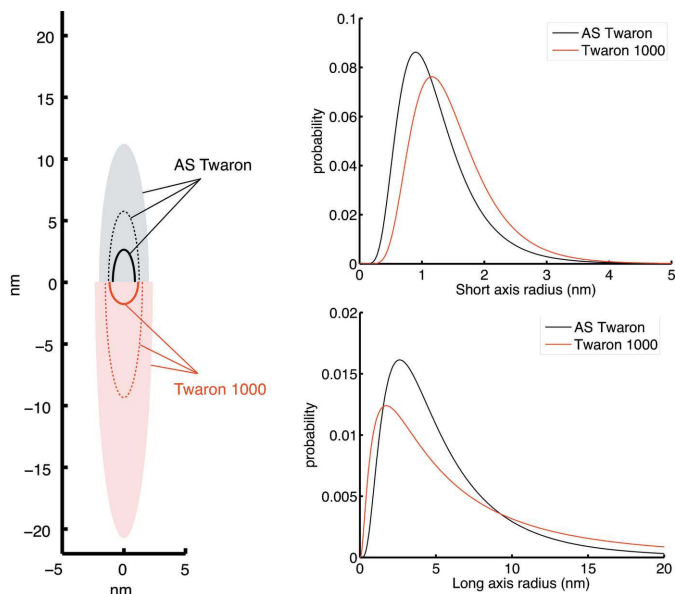 20
15
10
5
0
-5
-10
-15
-20
nm
-5
0
5
nm
AS Twaron
Twaron 1000
0.1
0.08
0.06
0.04
0.02
0
probability
0
1
2
3
4
5
Short axis radius (nm)
AS Twaron
Twaron 1000
0.02
0.015
0.01
0.005
0
probability
0
5
10
15
20
Long axis radius (nm)
AS Twaron
Twaron 1000